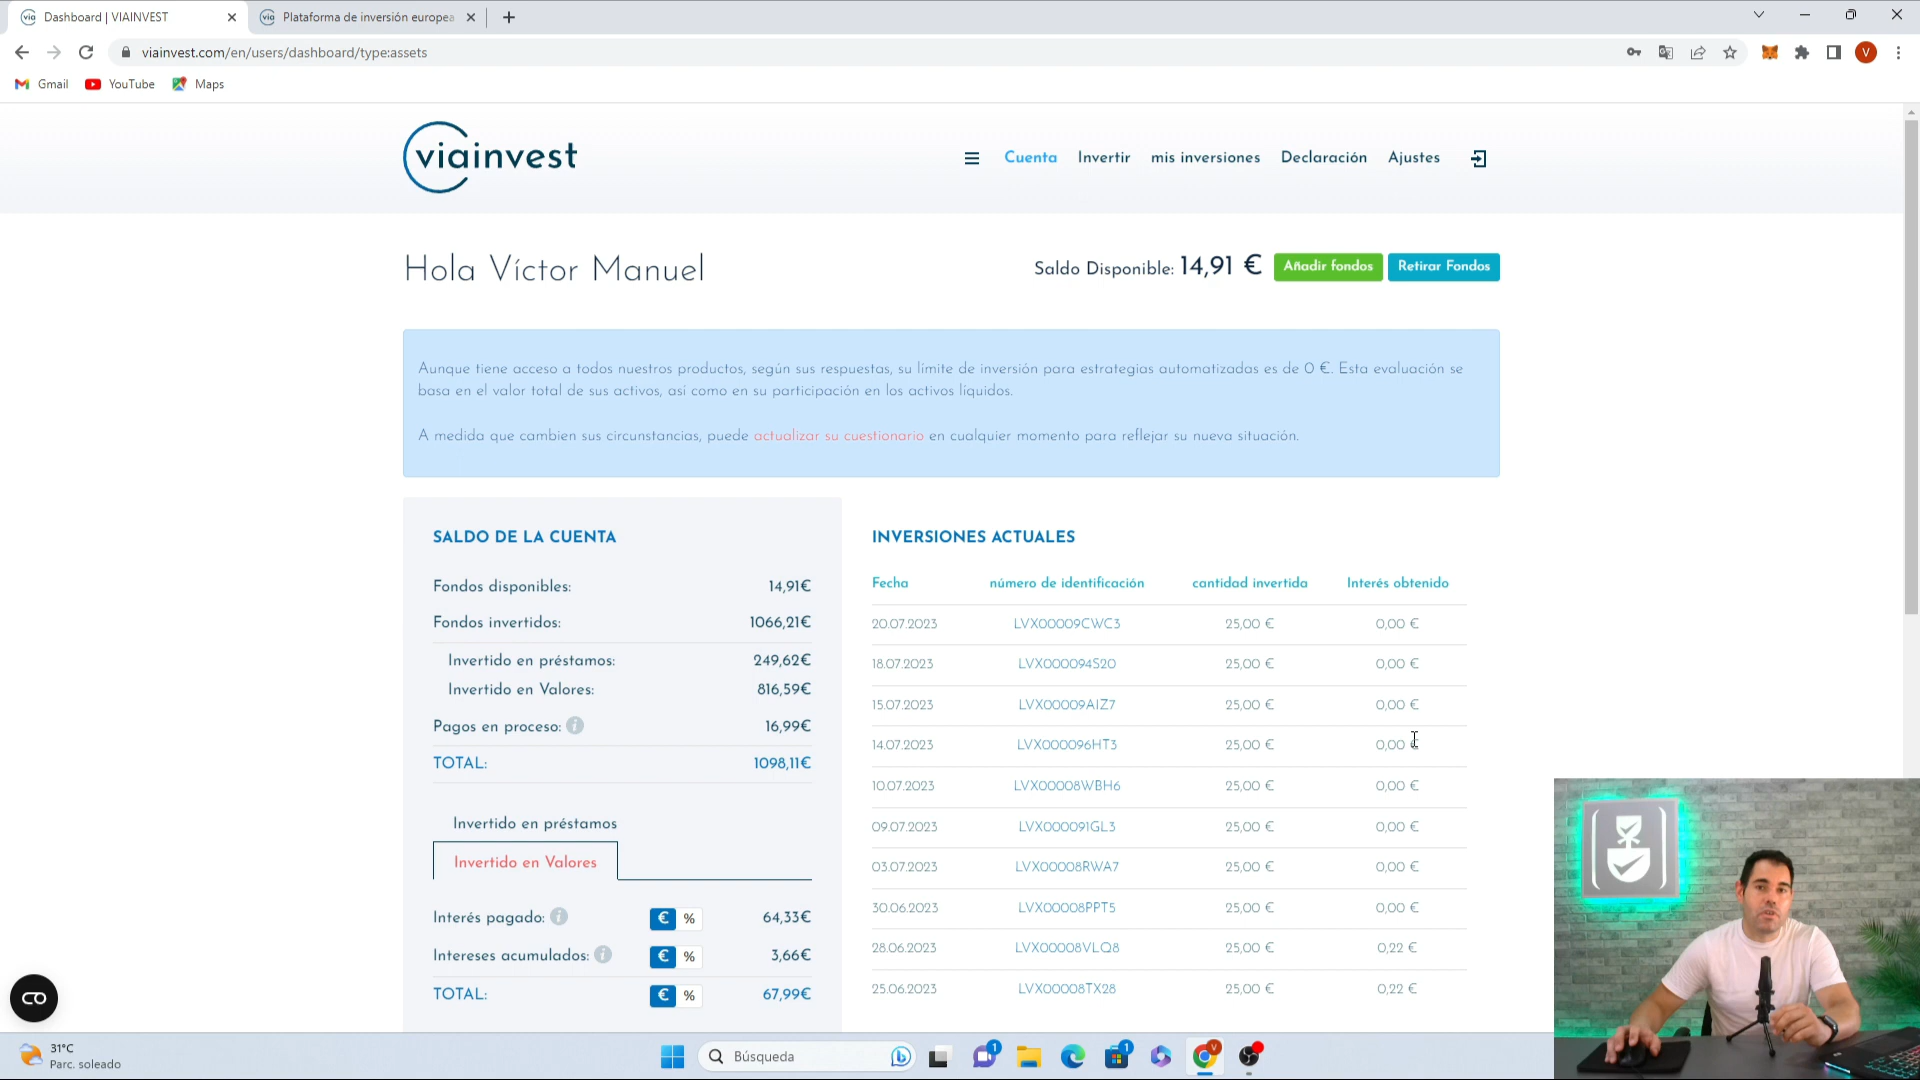 Dashboard | VIAINVEST
Plataforma de inversión europea
viainvest.com/en/users/dashboard/type:assets
V
Gmail
YouTube
Maps
viainvest
Cuenta
Invertir
mis inversiones
Declaración
Ajustes
Hola Víctor Manuel
Saldo Disponible: 14,91 €
Añadir fondos
Retirar Fondos
Aunque tiene acceso a todos nuestros productos, según sus respuestas, su límite de inversión para estrategias automatizadas es de 0 €. Esta evaluación se
basa en el valor total de sus activos, así como en su participación en los activos líquidos.
A medida que cambien sus circunstancias, puede actualizar su cuestionario en cualquier momento para reflejar su nueva situación.
SALDO DE LA CUENTA
Fondos disponibles: 14,91€
Fondos invertidos: 1066,21€
Invertido en préstamos: 249,62€
Invertido en Valores: 816,59€
Pagos en proceso: i 16,99€
TOTAL: 1098,11€
Invertido en préstamos
Invertido en Valores
Interés pagado: i € % 64,33€
Intereses acumulados: i € % 3,66€
TOTAL: € % 67,99€
INVERSIONES ACTUALES
Fecha número de identificación cantidad invertida Interés obtenido
20.07.2023 LVX00009CWC3 25,00 € 0,00 €
18.07.2023 LVX000094S20 25,00 € 0,00 €
15.07.2023 LVX00009AIZ7 25,00 € 0,00 €
14.07.2023 LVX000096HT3 25,00 € 0,00 €
10.07.2023 LVX00008WBH6 25,00 € 0,00 €
09.07.2023 LVX000091GL3 25,00 € 0,00 €
03.07.2023 LVX00008RWA7 25,00 € 0,00 €
30.06.2023 LVX00008PPT5 25,00 € 0,00 €
28.06.2023 LVX00008VLQ8 25,00 € 0,22 €
25.06.2023 LVX00008TX28 25,00 € 0,22 €
31°C
Parc. soleado
Búsqueda
1
1
V